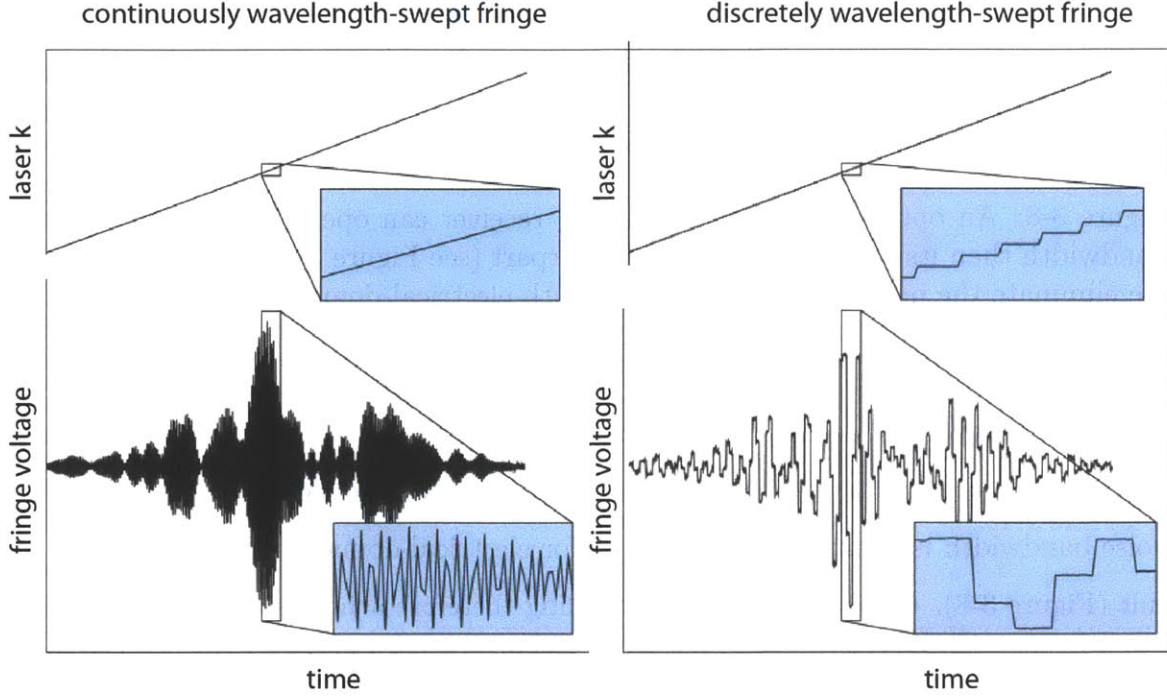 continuously wavelength-swept fringe
discretely wavelength-swept fringe
laser k
laser k
fringe voltage
fringe voltage
time
time